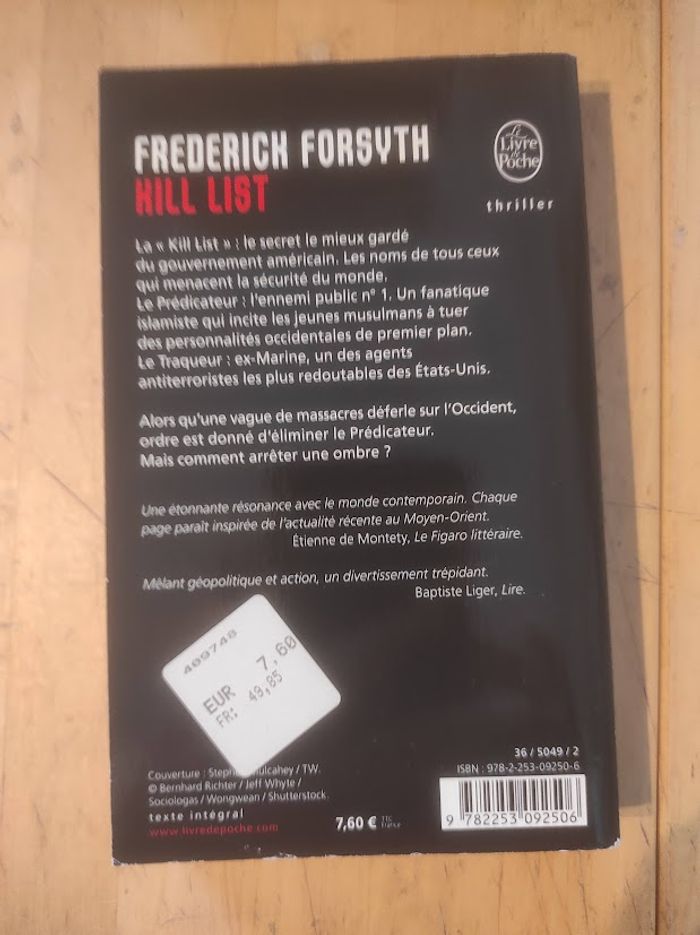 FREDERICK FORSYTH
KILL LIST
Le
Livre
de
Poche
thriller
La « Kill List » : le secret le mieux gardé
du gouvernement américain. Les noms de tous ceux
qui menacent la sécurité du monde.
Le Prédicateur : l'ennemi public n° 1. Un fanatique
islamiste qui incite les jeunes musulmans à tuer
des personnalités occidentales de premier plan.
Le Traqueur : ex-Marine, un des agents
antiterroristes les plus redoutables des États-Unis.
Alors qu'une vague de massacres déferle sur l'Occident,
ordre est donné d'éliminer le Prédicateur.
Mais comment arrêter une ombre ?
Une étonnante résonance avec le monde contemporain. Chaque
page paraît inspirée de l'actualité récente au Moyen-Orient.
Étienne de Montety, Le Figaro littéraire.
Mêlant géopolitique et action, un divertissement trépidant.
Baptiste Liger, Lire.
409748
EUR 7,60
FR: 49,85
Couverture : Mulcahey / TW.
© Bernhard Richter / Jeff Whyte /
Sociologas / Wongwean / Shutterstock.
texte intégral
www.livredepoche.com
7,60 € TTC
France
36 / 5049 / 2
ISBN : 978-2-253-09250-6
9 782253 092506